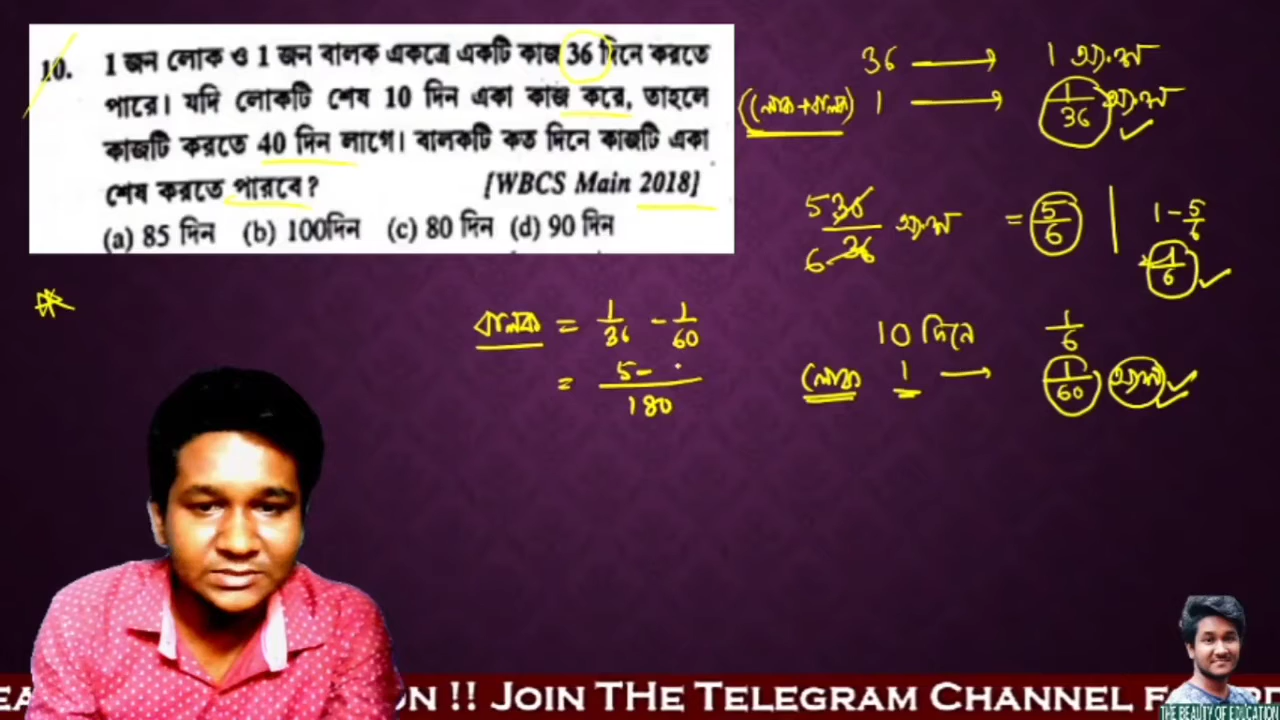 10. 1 জন লোক ও 1 জন বালক একত্রে একটি কাজ 36 দিনে করতে
পারে। যদি লোকটি শেষ 10 দিন একা কাজ করে, তাহলে
কাজটি করতে 40 দিন লাগে। বালকটি কত দিনে কাজটি একা
শেষ করতে পারবে? [WBCS Main 2018]
(a) 85 দিন (b) 100দিন (c) 80 দিন (d) 90 দিন
36 → 1 অংশ
(লোক+বালক) 1 → 1/36 অংশ
5 30/36 6 অংশ = 5/6 | 1 - 5/6
1/6
10 দিনে 1/6
লোক 1 → 1/60 অংশ
বালক = 1/36 - 1/60
= 5 - /180
ON !! JOIN THE TELEGRAM CHANNEL F
THE BEAUTY OF EDUCATION